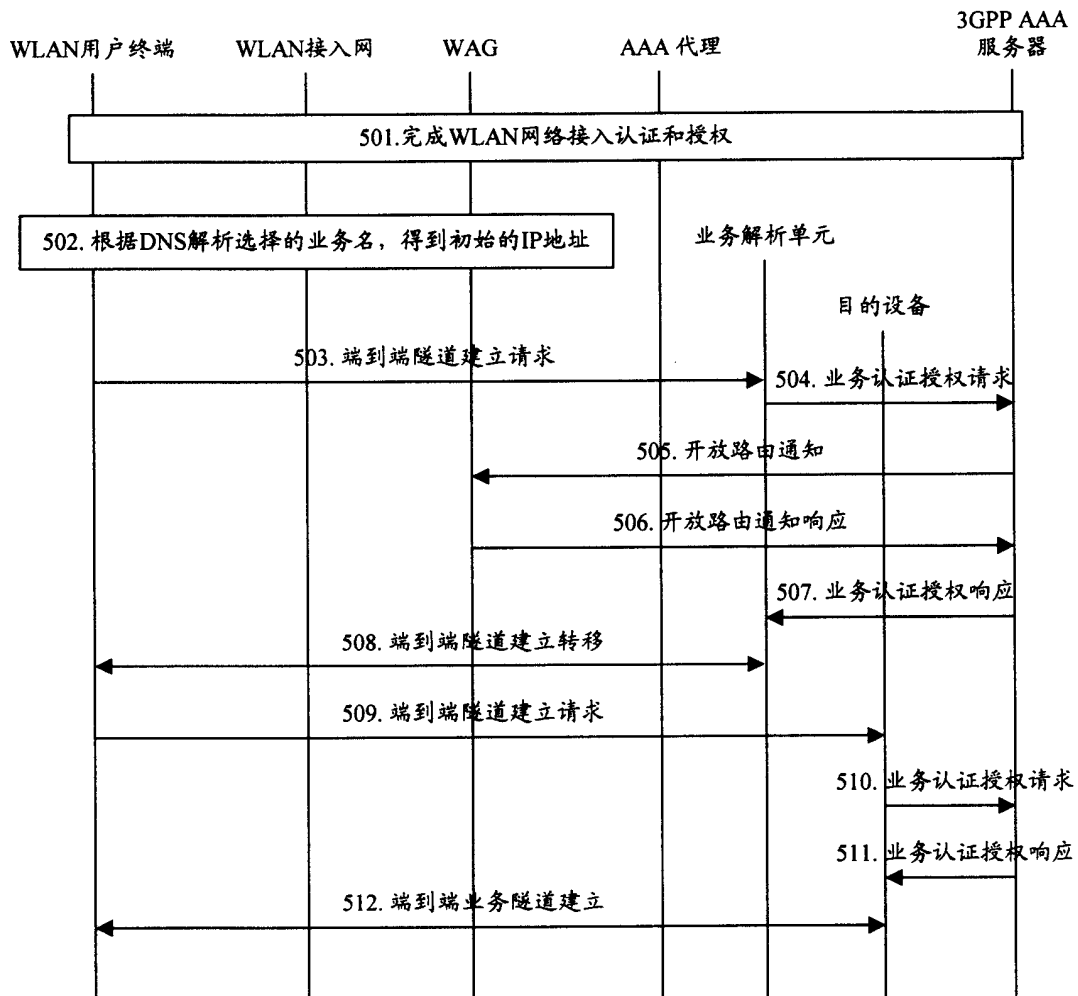 3GPP AAA
服务器
WLAN用户终端
WLAN接入网
WAG
AAA 代理
501.完成WLAN网络接入认证和授权
502. 根据DNS解析选择的业务名，得到初始的IP地址
业务解析单元
目的设备
503. 端到端隧道建立请求
504. 业务认证授权请求
505. 开放路由通知
506. 开放路由通知响应
507. 业务认证授权响应
508. 端到端隧道建立转移
509. 端到端隧道建立请求
510. 业务认证授权请求
511. 业务认证授权响应
512. 端到端业务隧道建立